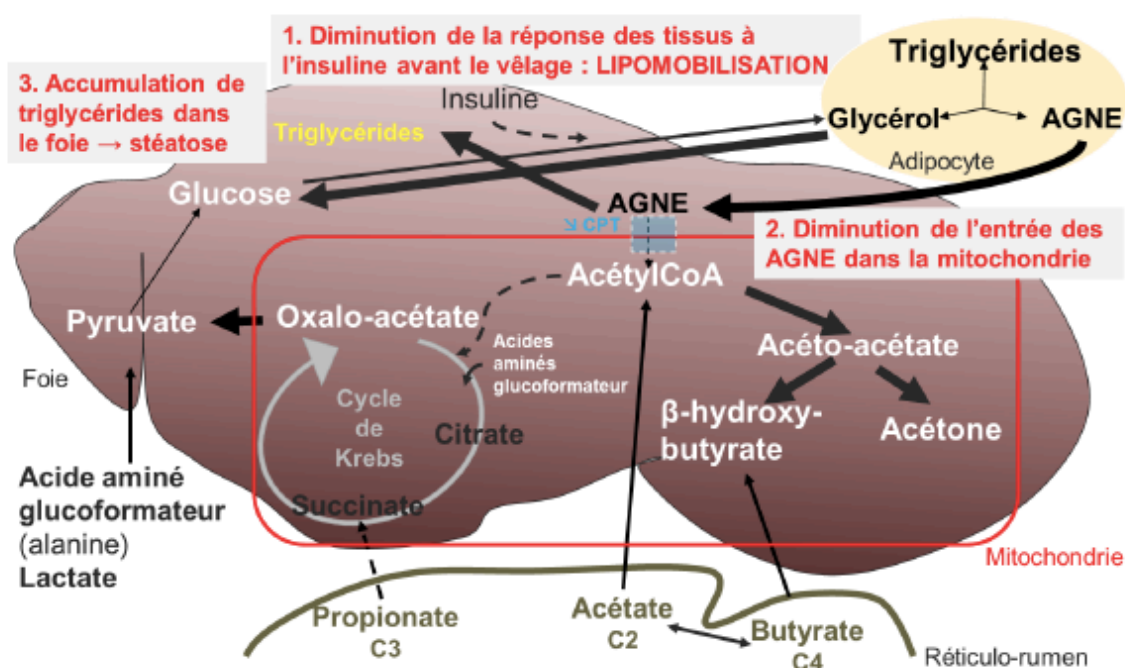 1. Diminution de la réponse des tissus à
l'insuline avant le vêlage : LIPOMOBILISATION
3. Accumulation de
triglycérides dans
le foie → stéatose
Triglycérides
Glycérol
AGNE
Adipocyte
Insuline
Triglycérides
Glucose
AGNE
↘ CPT
2. Diminution de l'entrée des
AGNE dans la mitochondrie
AcétylCoA
Pyruvate
Oxalo-acétate
Acides
aminés
glucoformateur
Acéto-acétate
Foie
Cycle
de
Krebs
Citrate
β-hydroxy-
butyrate
Acétone
Acide aminé
glucoformateur
(alanine)
Lactate
Succinate
Mitochondrie
Propionate
C3
Acétate
C2
Butyrate
C4
Réticulo-rumen